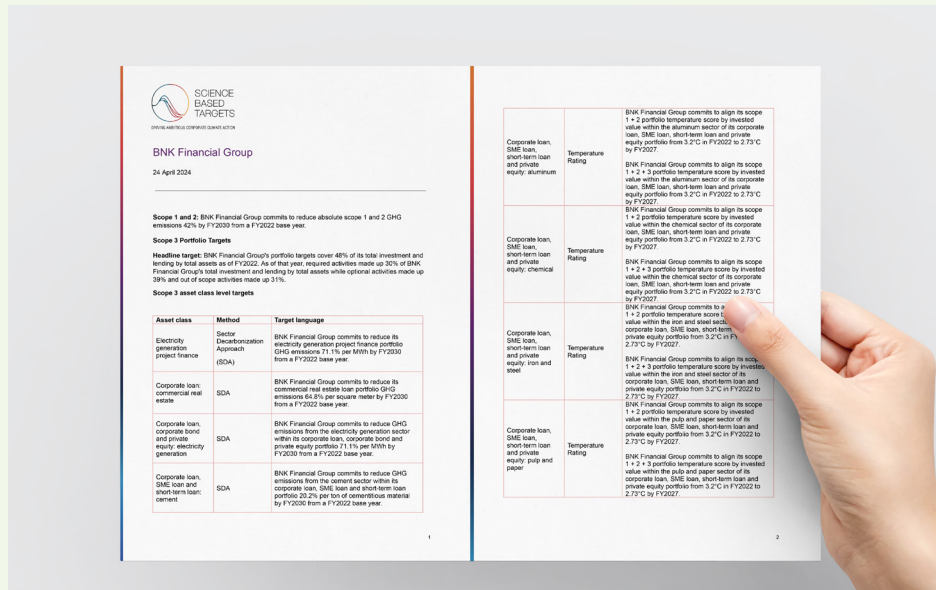 SCIENCE
BASED
TARGETS
DRIVING AMBITIOUS CORPORATE CLIMATE ACTION
BNK Financial Group
24 April 2024
Scope 1 and 2: BNK Financial Group commits to reduce absolute scope 1 and 2 GHG
emissions 42% by FY2030 from a FY2022 base year.
Scope 3 Portfolio Targets
Headline target: BNK Financial Group's portfolio targets cover 48% of its total investment and
lending by total assets as of FY2022. As of that year, required activities made up 30% of BNK
Financial Group's total investment and lending by total assets while optional activities made up
39% and out of scope activities made up 31%.
Scope 3 asset class level targets
Asset class
Method
Target language
Electricity
generation
project finance
Sector
Decarbonization
Approach
(SDA)
BNK Financial Group commits to reduce its
electricity generation project finance portfolio
GHG emissions 71.1% per MWh by FY2030
from a FY2022 base year.
Corporate loan:
commercial real
estate
SDA
BNK Financial Group commits to reduce its
commercial real estate loan portfolio GHG
emissions 64.8% per square meter by FY2030
from a FY2022 base year.
Corporate loan,
corporate bond
and private
equity: electricity
generation
SDA
BNK Financial Group commits to reduce GHG
emissions from the electricity generation sector
within its corporate loan, corporate bond and
private equity portfolio 71.1% per MWh by
FY2030 from a FY2022 base year.
Corporate loan,
SME loan and
short-term loan:
cement
SDA
BNK Financial Group commits to reduce GHG
emissions from the cement sector within its
corporate loan, SME loan and short-term loan
portfolio 20.2% per ton of cementitious material
by FY2030 from a FY2022 base year.
1
Corporate loan,
SME loan,
short-term loan
and private
equity: aluminum
Temperature
Rating
BNK Financial Group commits to align its scope
1 + 2 portfolio temperature score by invested
value within the aluminum sector of its corporate
loan, SME loan, short-term loan and private
equity portfolio from 3.2°C in FY2022 to 2.73°C
by FY2027.
BNK Financial Group commits to align its scope
1 + 2 + 3 portfolio temperature score by invested
value within the aluminum sector of its corporate
loan, SME loan, short-term loan and private
equity portfolio from 3.2°C in FY2022 to 2.73°C
by FY2027.
Corporate loan,
SME loan,
short-term loan
and private
equity: chemical
Temperature
Rating
BNK Financial Group commits to align its scope
1 + 2 portfolio temperature score by invested
value within the chemical sector of its corporate
loan, SME loan, short-term loan and private
equity portfolio from 3.2°C in FY2022 to 2.73°C
by FY2027.
BNK Financial Group commits to align its scope
1 + 2 + 3 portfolio temperature score by invested
value within the chemical sector of its corporate
loan, SME loan, short-term loan and private
equity portfolio from 3.2°C in FY2022 to 2.73°C
by FY2027.
Corporate loan,
SME loan,
short-term loan
and private
equity: iron and
steel
Temperature
Rating
BNK Financial Group commits to
1 + 2 portfolio temperature score
value within the iron and steel
corporate loan, SME loan,
private equity portfolio from 3.2°C in
2.73°C by FY2027.
BNK Financial Group commits to align its
1 + 2 + 3 portfolio temperature score by invested
value within the iron and steel sector of its
corporate loan, SME loan, short-term loan and
private equity portfolio from 3.2°C in FY2022 to
2.73°C by FY2027.
Corporate loan,
SME loan,
short-term loan
and private
equity: pulp and
paper
Temperature
Rating
BNK Financial Group commits to align its scope
1 + 2 portfolio temperature score by invested
value within the pulp and paper sector of its
corporate loan, SME loan, short-term loan and
private equity portfolio from 3.2°C in FY2022 to
2.73°C by FY2027.
BNK Financial Group commits to align its scope
1 + 2 + 3 portfolio temperature score by invested
value within the pulp and paper sector of its
corporate loan, SME loan, short-term loan and
private equity portfolio from 3.2°C in FY2022 to
2.73°C by FY2027.
2